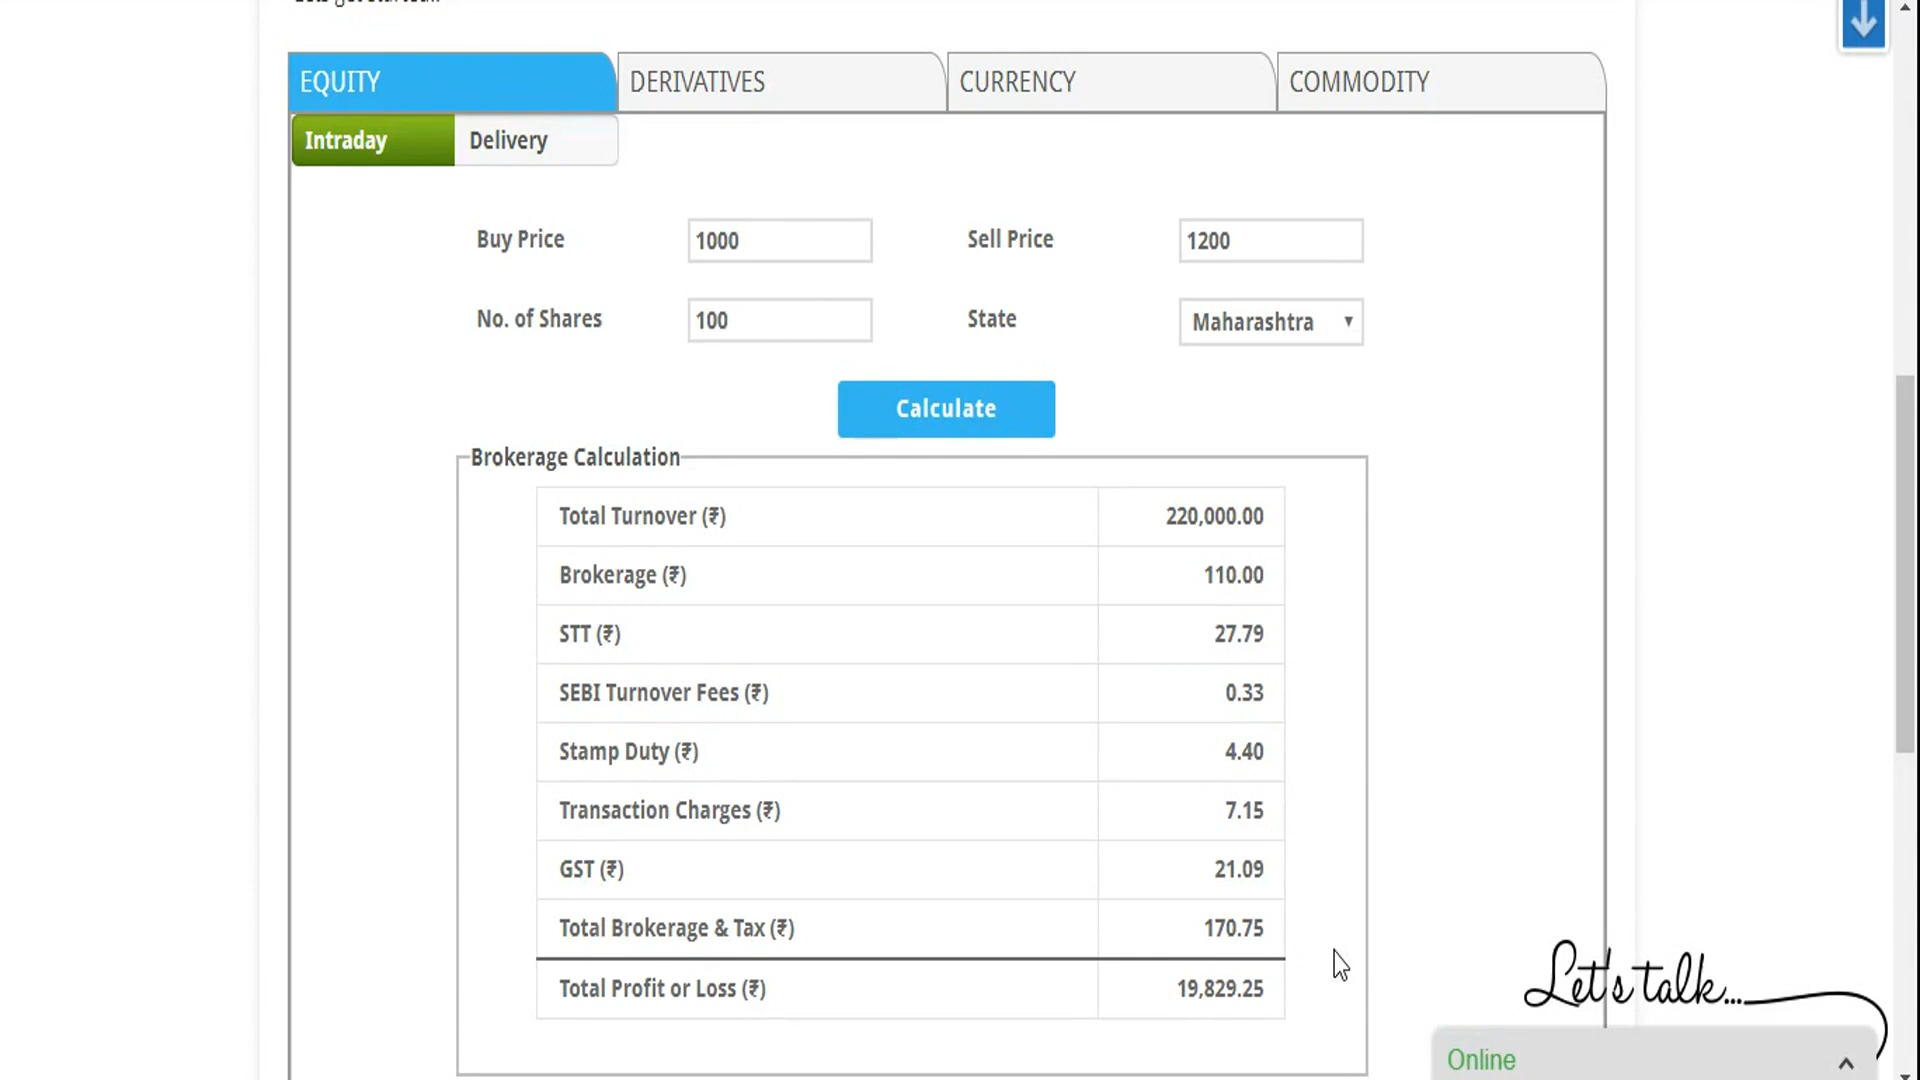 EQUITY DERIVATIVES CURRENCY COMMODITY
Intraday Delivery
Buy Price 1000 Sell Price 1200
No. of Shares 100 State Maharashtra
Calculate
Brokerage Calculation
Total Turnover (₹) 220,000.00
Brokerage (₹) 110.00
STT (₹) 27.79
SEBI Turnover Fees (₹) 0.33
Stamp Duty (₹) 4.40
Transaction Charges (₹) 7.15
GST (₹) 21.09
Total Brokerage & Tax (₹) 170.75
Total Profit or Loss (₹) 19,829.25
Let's talk...
Online